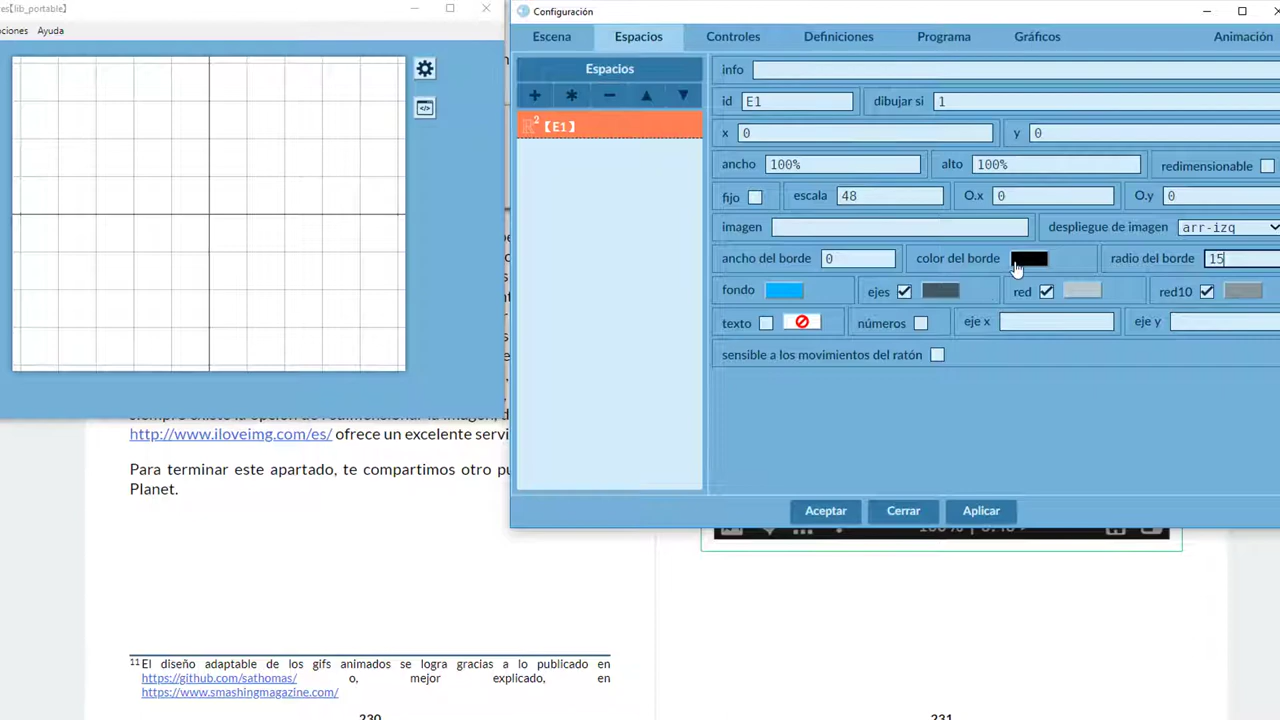 es【lib_portable】
ciones Ayuda
Configuración
Escena Espacios Controles Definiciones Programa Gráficos Animación
Espacios
+ * −
ℝ² 【E1】
info
id E1 dibujar si 1
x 0 y 0
ancho 100% alto 100% redimensionable
fijo escala 48 O.x 0 O.y 0
imagen despliegue de imagen arr-izq
ancho del borde 0 color del borde radio del borde 15
fondo ejes red red10
texto números eje x eje y
sensible a los movimientos del ratón
Aceptar Cerrar Aplicar
http://www.iloveimg.com/es/ ofrece un excelente servi
Para terminar este apartado, te compartimos otro pu
Planet.
11 El diseño adaptable de los gifs animados se logra gracias a lo publicado en
https://github.com/sathomas/ o, mejor explicado, en
https://www.smashingmagazine.com/
230
231